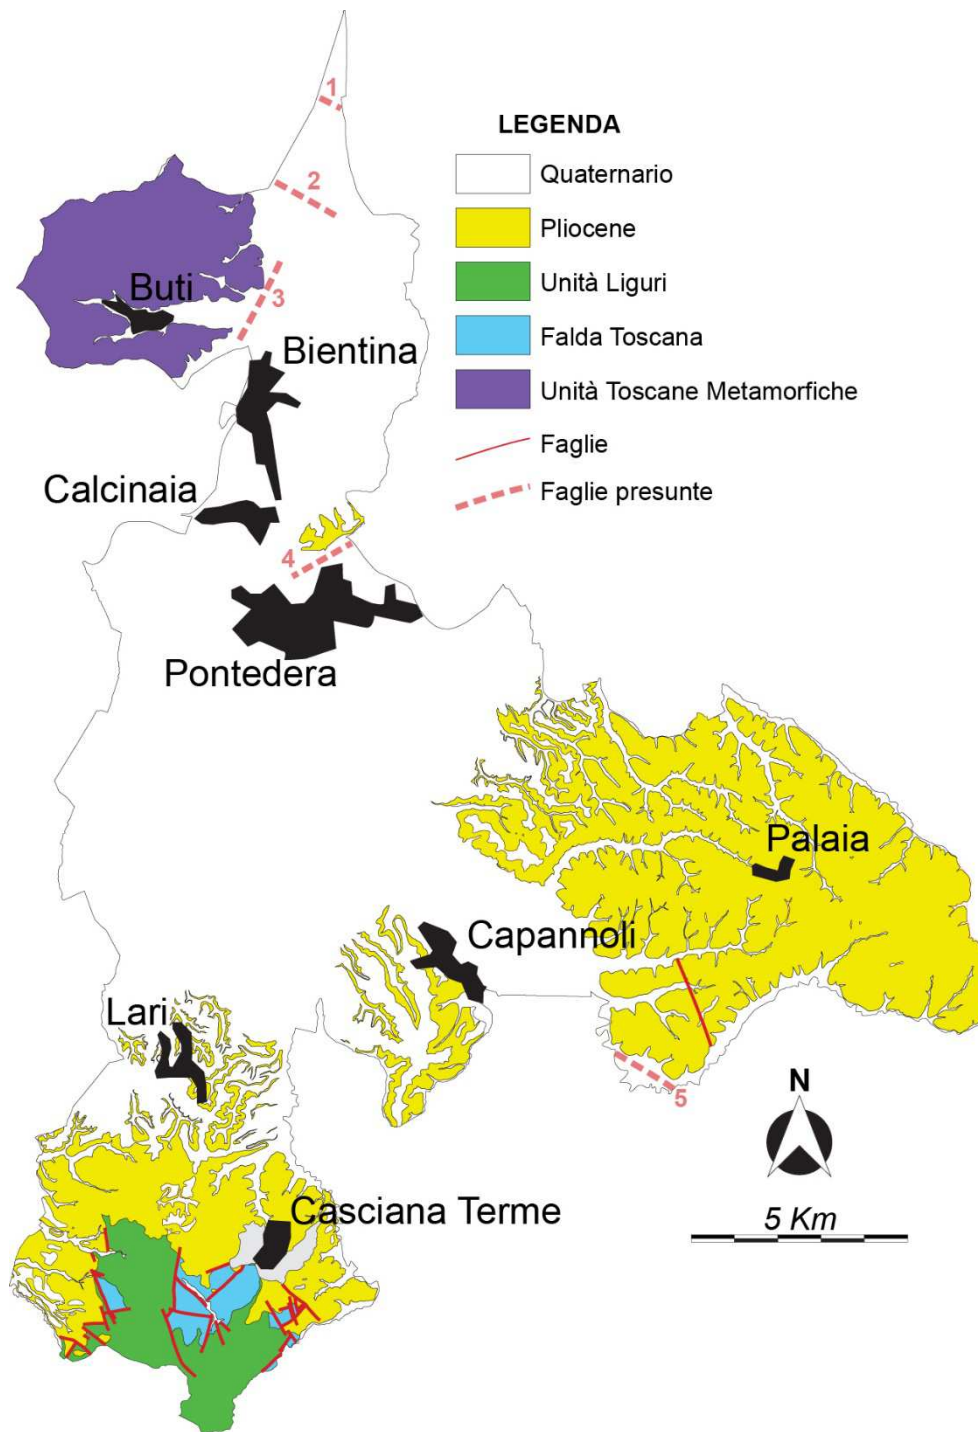 1
LEGENDA
Quaternario
2
Pliocene
Unità Liguri
Buti
3
Falda Toscana
Bientina
Unità Toscane Metamorfiche
Faglie
Calcinaia
Faglie presunte
4
Pontedera
Palaia
Capannoli
Lari
N
5
Casciana Terme
5 Km